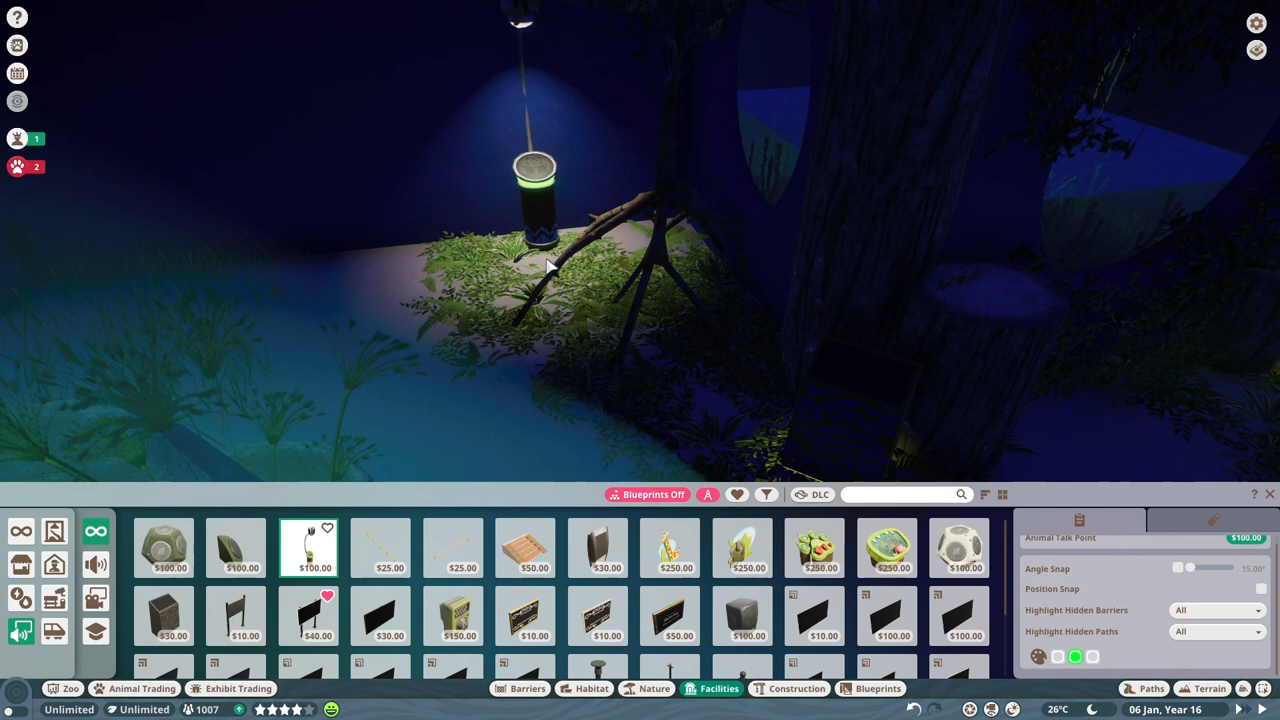 ?
1
2
Blueprints Off
DLC
?
$100.00
$100.00
$100.00
$25.00
$25.00
$50.00
$30.00
$250.00
$250.00
$250.00
$250.00
$100.00
$30.00
$10.00
$40.00
$30.00
$150.00
$10.00
$10.00
$50.00
$100.00
$10.00
$100.00
$100.00
Animal Talk Point
$100.00
Angle Snap
15.00°
Position Snap
Highlight Hidden Barriers
All
Highlight Hidden Paths
All
Zoo
Animal Trading
Exhibit Trading
Barriers
Habitat
Nature
Facilities
Construction
Blueprints
Paths
Terrain
Unlimited
Unlimited
1007
26°C
06 Jan, Year 16